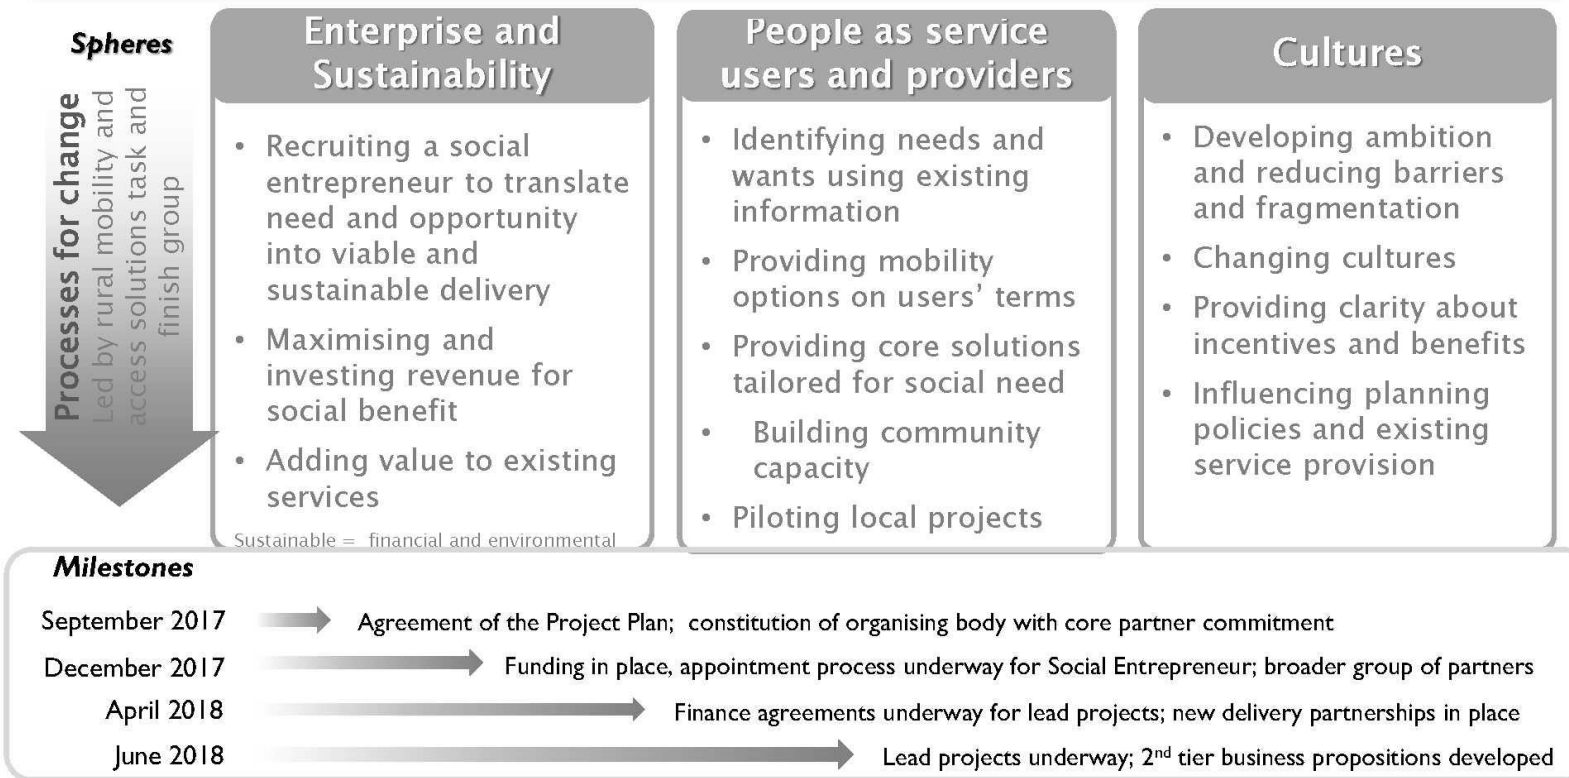 Spheres
Processes for change
Led by rural mobility and
access solutions task and
finish group
Enterprise and
Sustainability
• Recruiting a social
entrepreneur to translate
need and opportunity
into viable and
sustainable delivery
• Maximising and
investing revenue for
social benefit
• Adding value to existing
services
Sustainable = financial and environmental
People as service
users and providers
• Identifying needs and
wants using existing
information
• Providing mobility
options on users’ terms
• Providing core solutions
tailored for social need
• Building community
capacity
• Piloting local projects
Cultures
• Developing ambition
and reducing barriers
and fragmentation
• Changing cultures
• Providing clarity about
incentives and benefits
• Influencing planning
policies and existing
service provision
Milestones
September 2017 Agreement of the Project Plan; constitution of organising body with core partner commitment
December 2017 Funding in place, appointment process underway for Social Entrepreneur; broader group of partners
April 2018 Finance agreements underway for lead projects; new delivery partnerships in place
June 2018 Lead projects underway; 2nd tier business propositions developed